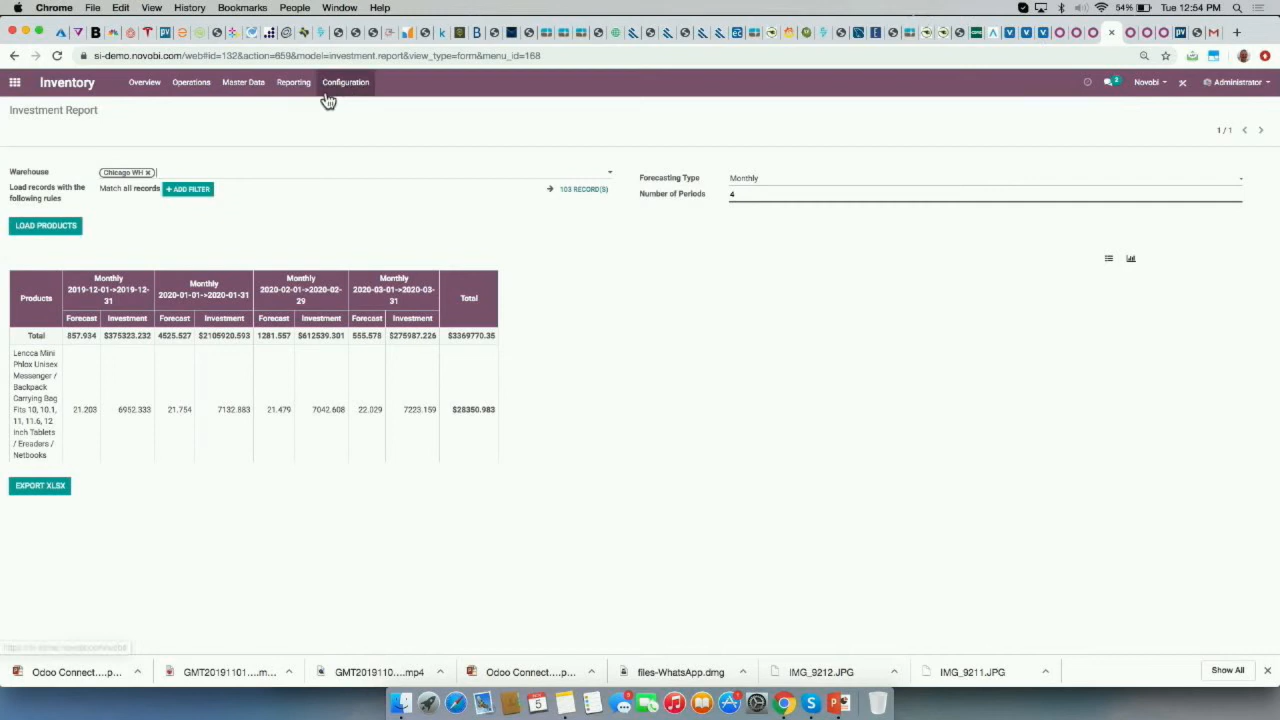 Chrome File Edit View History Bookmarks People Window Help 54% Tue 12:54 PM
si-demo.novobi.com/web#id=132&action=659&model=investment.report&view_type=form&menu_id=168
Inventory Overview Operations Master Data Reporting Configuration 2 Novobi Administrator
Investment Report
1 / 1
Warehouse Chicago WH ×
Load records with the following rules Match all records + ADD FILTER 103 RECORD(S)
Forecasting Type Monthly
Number of Periods 4
LOAD PRODUCTS
Products
Monthly
2019-12-01->2019-12-
31
Monthly
2020-01-01->2020-01-31
Monthly
2020-02-01->2020-02-
29
Monthly
2020-03-01->2020-03-
31
Total
Forecast Investment Forecast Investment Forecast Investment Forecast Investment
Total 857.934 $375323.232 4525.527 $2105920.593 1281.557 $612539.301 555.578 $275987.226 $3369770.35
Lencca Mini
Phlox Unisex
Messenger /
Backpack
Carrying Bag
Fits 10, 10.1,
11, 11.6, 12
Inch Tablets
/ Ereaders /
Netbooks
21.203 6952.333 21.754 7132.883 21.479 7042.608 22.029 7223.159 $28350.983
EXPORT XLSX
Odoo Connect....p... GMT20191101....m... GMT2019110....mp4 Odoo Connect....p... files-WhatsApp.dmg IMG_9212.JPG IMG_9211.JPG Show All